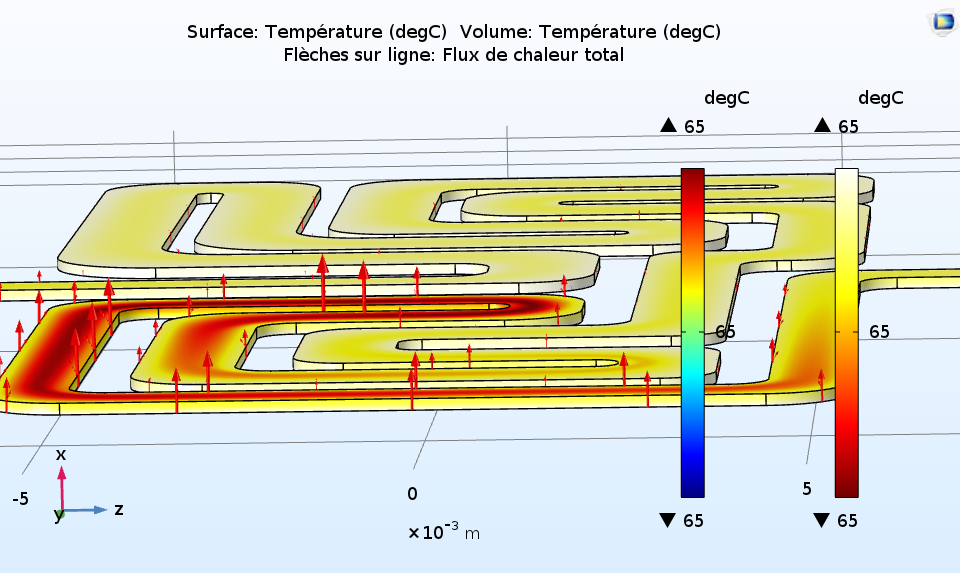 Surface: Température (degC)  Volume: Température (degC)
Flèches sur ligne: Flux de chaleur total
degC degC
▲ 65 ▲ 65
65 65
x
-5 0 5
y z
×10⁻³ m
▼ 65 ▼ 65